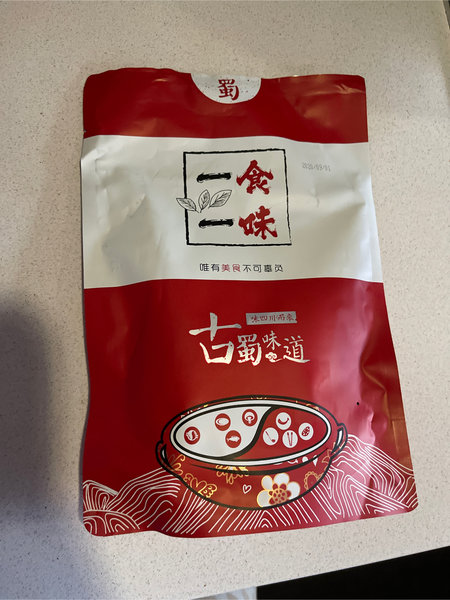 蜀
一食
一味
唯有美食不可辜负
古蜀味道